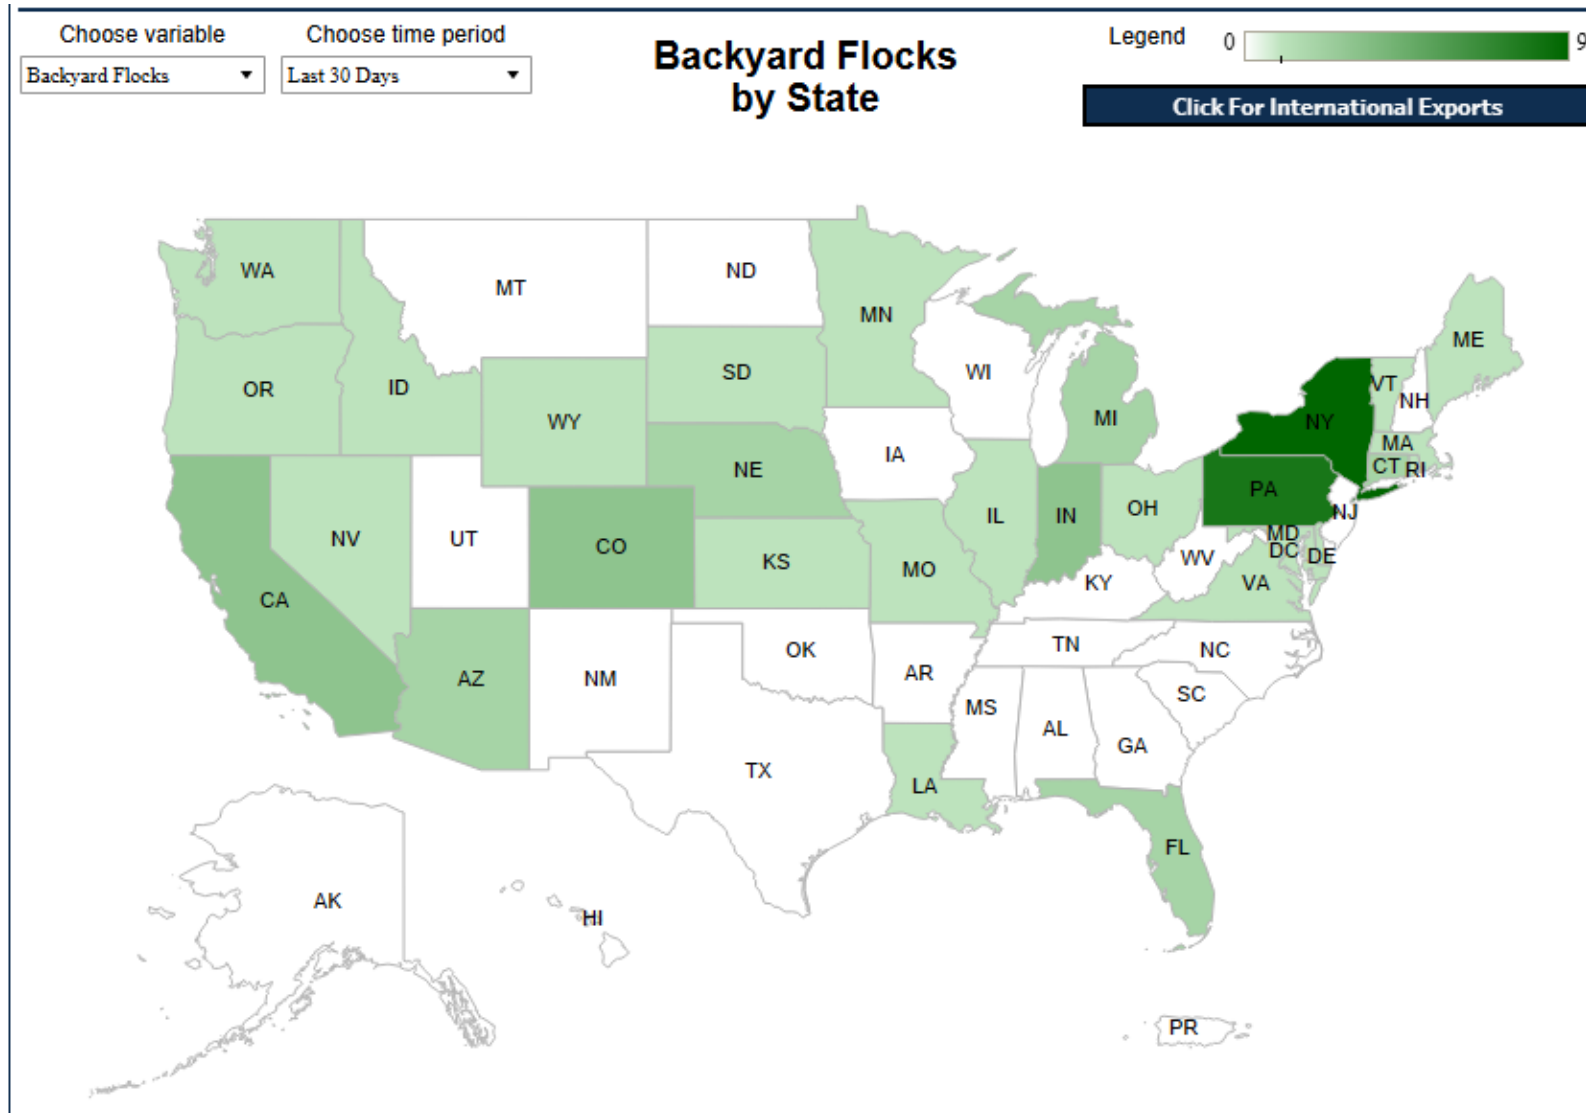 Choose variable
Choose time period
Backyard Flocks
Last 30 Days
Backyard Flocks
by State
Legend
0
9
Click For International Exports
WA
MT
ND
MN
OR
ID
SD
WI
ME
WY
MI
VT
NH
NY
NE
IA
MA
CT
RI
NV
UT
CO
KS
MO
IL
IN
OH
PA
NJ
MD
DC
DE
WV
VA
KY
CA
AZ
NM
OK
AR
TN
NC
SC
MS
AL
GA
TX
LA
FL
AK
HI
PR